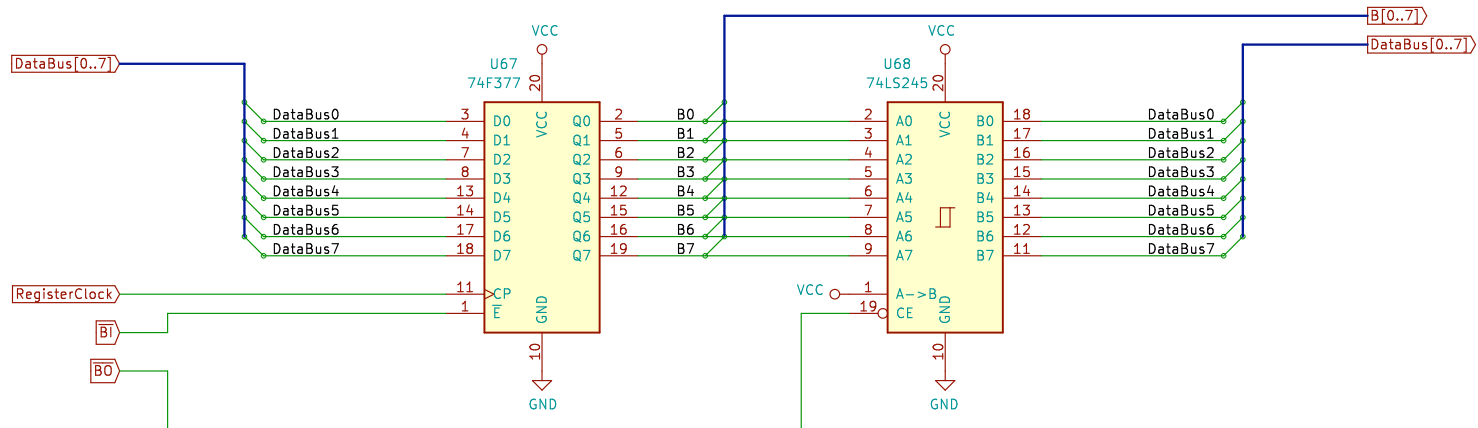 B[0..7]
VCC
VCC
DataBus[0..7]
DataBus[0..7]
U67
74F377
U68
74LS245
20
20
VCC
VCC
DataBus0 3 D0 Q0 2 B0 2 A0 B0 18 DataBus0
DataBus1 4 D1 Q1 5 B1 3 A1 B1 17 DataBus1
DataBus2 7 D2 Q2 6 B2 4 A2 B2 16 DataBus2
DataBus3 8 D3 Q3 9 B3 5 A3 B3 15 DataBus3
DataBus4 13 D4 Q4 12 B4 6 A4 B4 14 DataBus4
DataBus5 14 D5 Q5 15 B5 7 A5 B5 13 DataBus5
DataBus6 17 D6 Q6 16 B6 8 A6 B6 12 DataBus6
DataBus7 18 D7 Q7 19 B7 9 A7 B7 11 DataBus7
RegisterClock 11 CP
VCC 1 A->B
1 E̅
19 CE
GND
GND
B̅I̅
B̅O̅
10
10
GND
GND